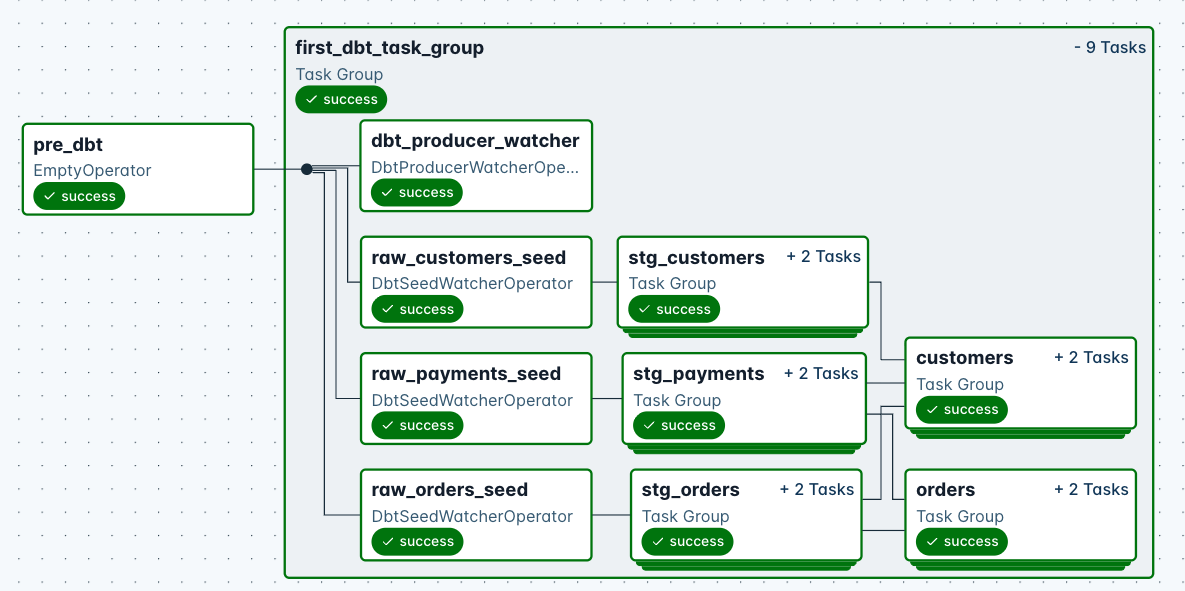 first_dbt_task_group
- 9 Tasks
Task Group
success
pre_dbt
EmptyOperator
success
dbt_producer_watcher
DbtProducerWatcherOpe...
success
raw_customers_seed
DbtSeedWatcherOperator
success
stg_customers
+ 2 Tasks
Task Group
success
raw_payments_seed
DbtSeedWatcherOperator
success
stg_payments
+ 2 Tasks
Task Group
success
customers
+ 2 Tasks
Task Group
success
raw_orders_seed
DbtSeedWatcherOperator
success
stg_orders
+ 2 Tasks
Task Group
success
orders
+ 2 Tasks
Task Group
success